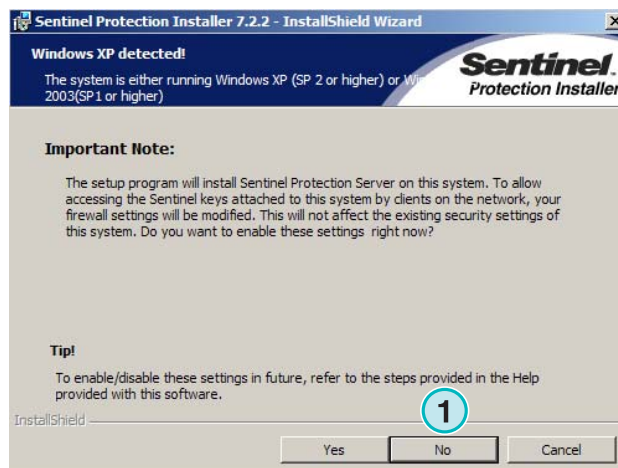 Sentinel Protection Installer 7.2.2 - InstallShield Wizard
Windows XP detected!
The system is either running Windows XP (SP 2 or higher) or
2003(SP1 or higher)
Sentinel.
Protection Installer
Important Note:
The setup program will install Sentinel Protection Server on this system. To allow
accessing the Sentinel keys attached to this system by clients on the network, your
firewall settings will be modified. This will not affect the existing security settings of
this system. Do you want to enable these settings right now?
Tip!
To enable/disable these settings in future, refer to the steps provided in the Help
provided with this software.
InstallShield
1
Yes
No
Cancel